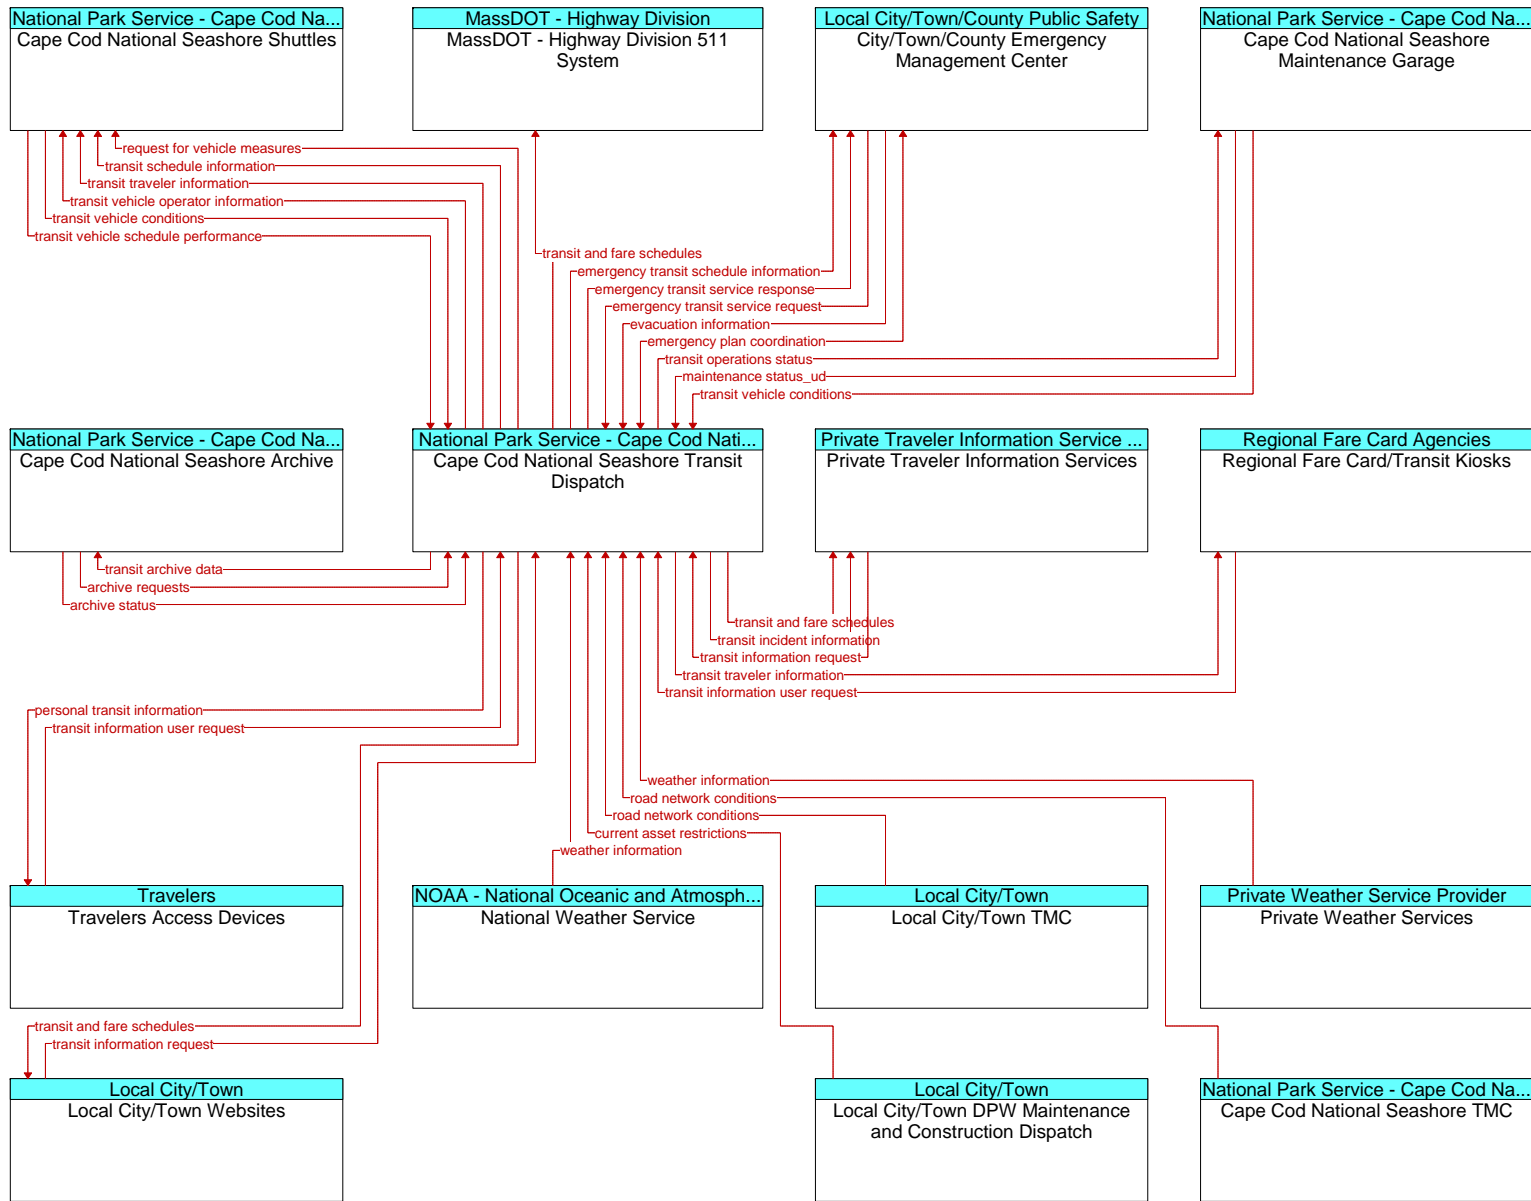 National Park Service - Cape Cod Na...
Cape Cod National Seashore Shuttles
MassDOT - Highway Division
MassDOT - Highway Division 511
System
Local City/Town/County Public Safety
City/Town/County Emergency
Management Center
National Park Service - Cape Cod Na...
Cape Cod National Seashore
Maintenance Garage
request for vehicle measures
transit schedule information
transit traveler information
transit vehicle operator information
transit vehicle conditions
transit vehicle schedule performance
transit and fare schedules
emergency transit schedule information
emergency transit service response
emergency transit service request
evacuation information
emergency plan coordination
transit operations status
maintenance status_ud
transit vehicle conditions
National Park Service - Cape Cod Na...
Cape Cod National Seashore Archive
National Park Service - Cape Cod Nati...
Cape Cod National Seashore Transit
Dispatch
Private Traveler Information Service ...
Private Traveler Information Services
Regional Fare Card Agencies
Regional Fare Card/Transit Kiosks
transit archive data
archive requests
archive status
transit and fare schedules
transit incident information
transit information request
transit traveler information
transit information user request
personal transit information
transit information user request
weather information
road network conditions
road network conditions
current asset restrictions
weather information
Travelers
Travelers Access Devices
NOAA - National Oceanic and Atmosph...
National Weather Service
Local City/Town
Local City/Town TMC
Private Weather Service Provider
Private Weather Services
transit and fare schedules
transit information request
Local City/Town
Local City/Town Websites
Local City/Town
Local City/Town DPW Maintenance
and Construction Dispatch
National Park Service - Cape Cod Na...
Cape Cod National Seashore TMC